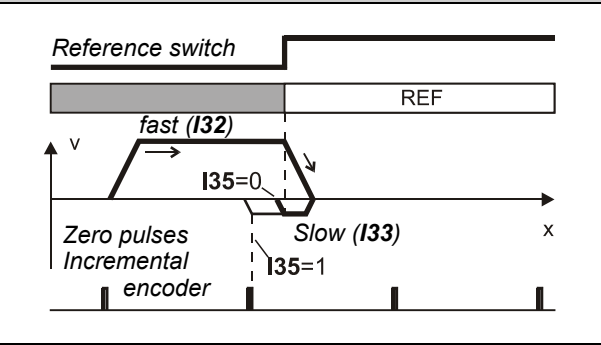 Reference switch
REF
fast (I32)
v
I35=0
Slow (I33)
x
Zero pulses
Incremental
encoder
I35=1